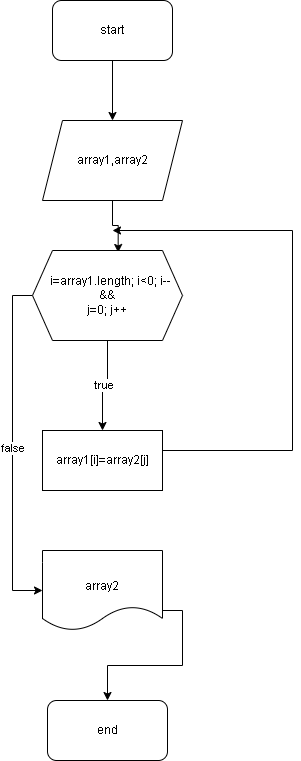 start
array1,array2
i=array1.length; i<0; i--
&&
j=0; j++
true
array1[i]=array2[j]
false
array2
end